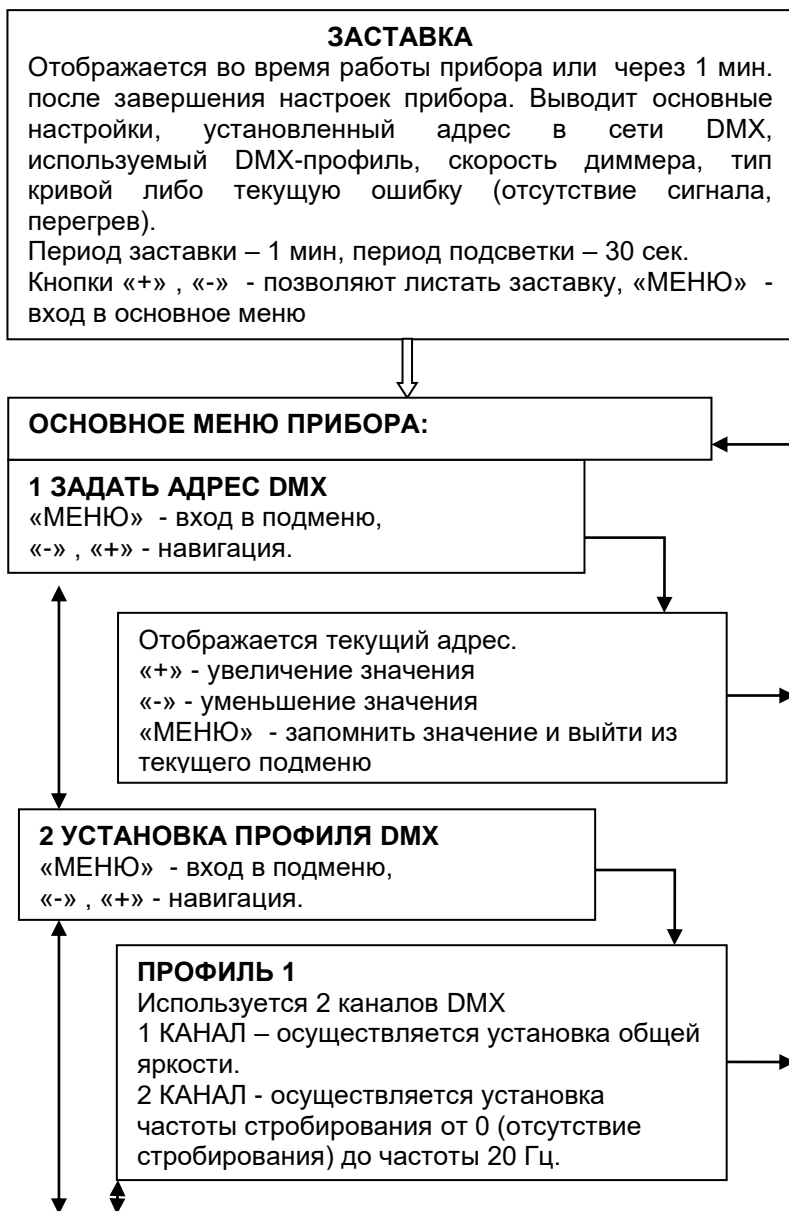 ЗАСТАВКА
Отображается во время работы прибора или через 1 мин.
после завершения настроек прибора. Выводит основные
настройки, установленный адрес в сети DMX,
используемый DMX-профиль, скорость диммера, тип
кривой либо текущую ошибку (отсутствие сигнала,
перегрев).
Период заставки – 1 мин, период подсветки – 30 сек.
Кнопки «+» , «-» - позволяют листать заставку, «МЕНЮ» -
вход в основное меню
ОСНОВНОЕ МЕНЮ ПРИБОРА:
1 ЗАДАТЬ АДРЕС DMX
«МЕНЮ» - вход в подменю,
«-» , «+» - навигация.
Отображается текущий адрес.
«+» - увеличение значения
«-» - уменьшение значения
«МЕНЮ» - запомнить значение и выйти из
текущего подменю
2 УСТАНОВКА ПРОФИЛЯ DMX
«МЕНЮ» - вход в подменю,
«-» , «+» - навигация.
ПРОФИЛЬ 1
Используется 2 каналов DMX
1 КАНАЛ – осуществляется установка общей
яркости.
2 КАНАЛ - осуществляется установка
частоты стробирования от 0 (отсутствие
стробирования) до частоты 20 Гц.